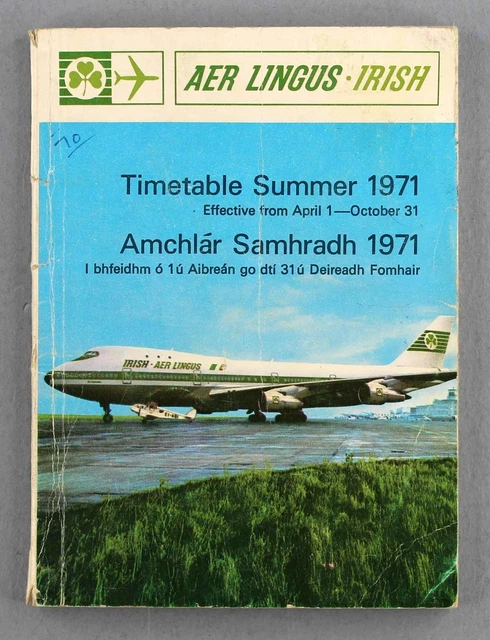 AER LINGUS · IRISH
70
Timetable Summer 1971
Effective from April 1—October 31
Amchlár Samhradh 1971
I bhfeidhm ó 1ú Aibreán go dtí 31ú Deireadh Fomhair
IRISH · AER LINGUS